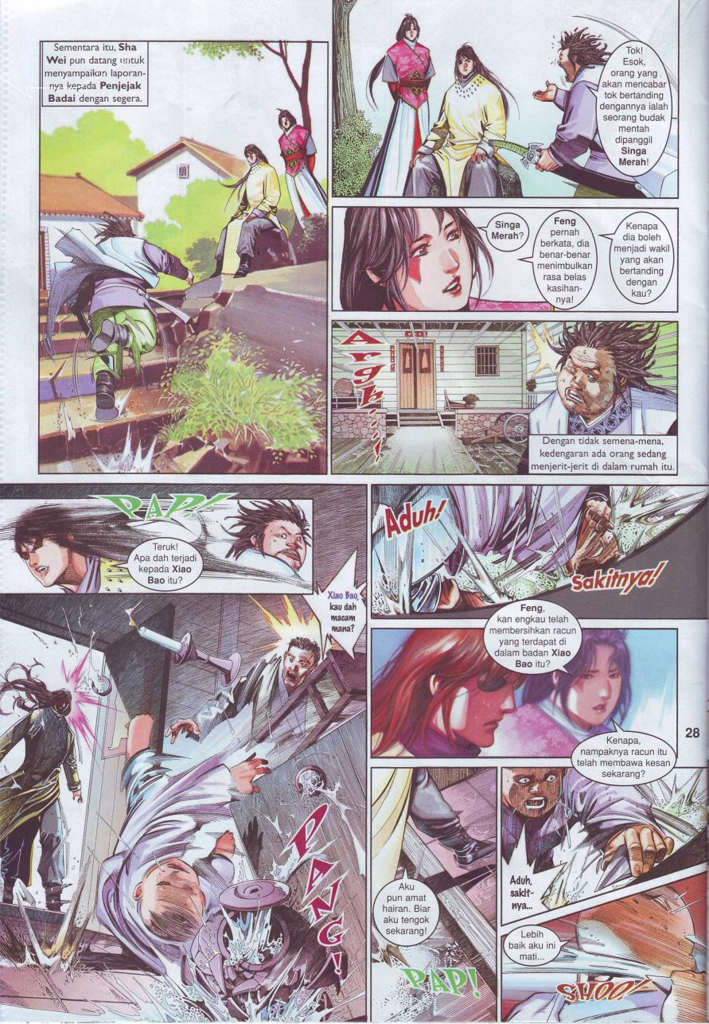 Sementara itu, Sha
Wei pun datang untuk
menyampaikan laporan-
nya kepada Penjejak
Badai dengan segera.
Tok!
Esok,
orang yang
akan mencabar
tok bertanding
dengannya ialah
seorang budak
mentah
dipanggil
Singa
Merah!
Singa
Merah?
Feng
pernah
berkata, dia
benar-benar
menimbulkan
rasa belas
kasihan-
nya!
Kenapa
dia boleh
menjadi wakil
akan
bertanding
dengan
kau?
Argh.....!
Dengan tidak semena-mena,
kedengaran ada orang sedang
menjerit-jerit di dalam rumah itu.
PAP!
Teruk!
Apa dah terjadi
kepada Xiao
Bao itu?
Aduh!
Sakitnya!
Xiao Bao,
kau dah
macam
mana?
PANG!
Feng,
kan engkau telah
membersihkan racun
yang terdapat di
dalam badan Xiao
Bao itu?
Kenapa,
nampaknya racun itu
telah membawa kesan
sekarang?
28
Aku
pun amat
hairan. Biar
aku tengok
sekarang!
PAP!
Aduh,
sakit-
nya...
Lebih
baik aku
mati...
SHOO!